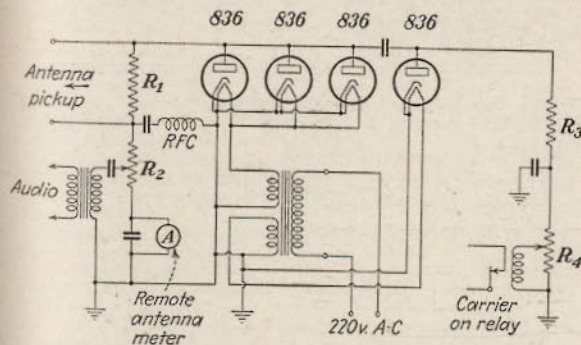 836 836 836 836
Antenna
pickup
R1
R3
RFC
Audio
R2
A
R4
Remote
antenna
meter
220v. A-C
Carrier
on relay